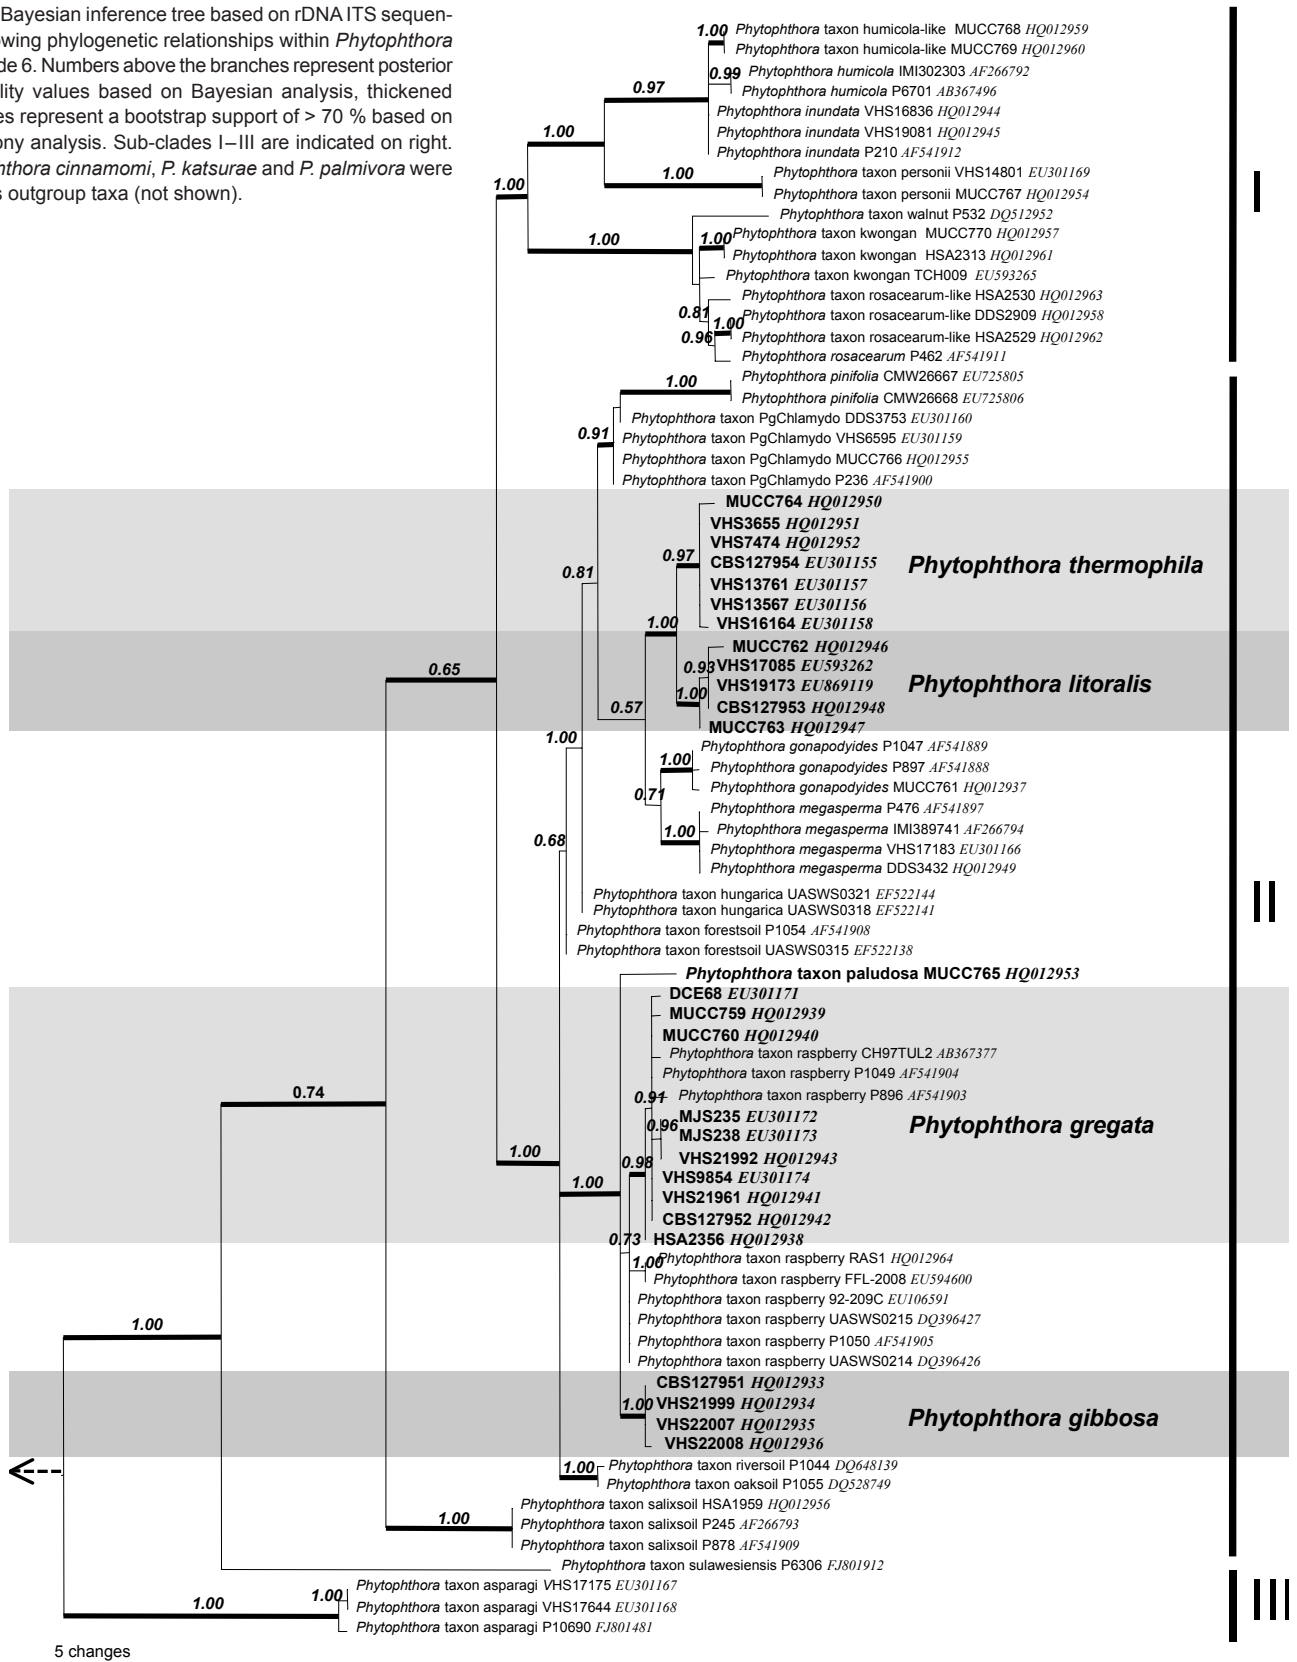 Bayesian inference tree based on rDNA ITS sequen-
owing phylogenetic relationships within Phytophthora
de 6. Numbers above the branches represent posterior
lity values based on Bayesian analysis, thickened
es represent a bootstrap support of > 70 % based on
ony analysis. Sub-clades I–III are indicated on right.
nthora cinnamomi, P. katsurae and P. palmivora were
s outgroup taxa (not shown).
1.00 Phytophthora taxon humicola-like MUCC768 HQ012959
Phytophthora taxon humicola-like MUCC769 HQ012960
0.99 Phytophthora humicola IMI302303 AF266792
0.97 Phytophthora humicola P6701 AB367496
Phytophthora inundata VHS16836 HQ012944
1.00 Phytophthora inundata VHS19081 HQ012945
Phytophthora inundata P210 AF541912
1.00 Phytophthora taxon personii VHS14801 EU301169
1.00 Phytophthora taxon personii MUCC767 HQ012954
I
Phytophthora taxon walnut P532 DQ512952
1.00 1.00 Phytophthora taxon kwongan MUCC770 HQ012957
Phytophthora taxon kwongan HSA2313 HQ012961
Phytophthora taxon kwongan TCH009 EU593265
Phytophthora taxon rosacearum-like HSA2530 HQ012963
0.81 Phytophthora taxon rosacearum-like DDS2909 HQ012958
1.00
0.96 Phytophthora taxon rosacearum-like HSA2529 HQ012962
Phytophthora rosacearum P462 AF541911
1.00 Phytophthora pinifolia CMW26667 EU725805
Phytophthora pinifolia CMW26668 EU725806
Phytophthora taxon PgChlamydo DDS3753 EU301160
0.91 Phytophthora taxon PgChlamydo VHS6595 EU301159
Phytophthora taxon PgChlamydo MUCC766 HQ012955
Phytophthora taxon PgChlamydo P236 AF541900
MUCC764 HQ012950
VHS3655 HQ012951
VHS7474 HQ012952
0.97 CBS127954 EU301155 Phytophthora thermophila
0.81 VHS13761 EU301157
VHS13567 EU301156
1.00 VHS16164 EU301158
MUCC762 HQ012946
0.65 0.93 VHS17085 EU593262
1.00 VHS19173 EU869119 Phytophthora litoralis
0.57 CBS127953 HQ012948
MUCC763 HQ012947
1.00 Phytophthora gonapodyides P1047 AF541889
1.00 Phytophthora gonapodyides P897 AF541888
0.71 Phytophthora gonapodyides MUCC761 HQ012937
Phytophthora megasperma P476 AF541897
1.00 Phytophthora megasperma IMI389741 AF266794
0.68 Phytophthora megasperma VHS17183 EU301166
Phytophthora megasperma DDS3432 HQ012949
Phytophthora taxon hungarica UASWS0321 EF522144
II
Phytophthora taxon hungarica UASWS0318 EF522141
Phytophthora taxon forestsoil P1054 AF541908
Phytophthora taxon forestsoil UASWS0315 EF522138
Phytophthora taxon paludosa MUCC765 HQ012953
DCE68 EU301171
MUCC759 HQ012939
MUCC760 HQ012940
Phytophthora taxon raspberry CH97TUL2 AB367377
Phytophthora taxon raspberry P1049 AF541904
0.74 0.91 Phytophthora taxon raspberry P896 AF541903
0.96 MJS235 EU301172 Phytophthora gregata
MJS238 EU301173
1.00 0.98 VHS21992 HQ012943
1.00 VHS9854 EU301174
VHS21961 HQ012941
CBS127952 HQ012942
0.73 HSA2356 HQ012938
1.00 Phytophthora taxon raspberry RAS1 HQ012964
Phytophthora taxon raspberry FFL-2008 EU594600
Phytophthora taxon raspberry 92-209C EU106591
1.00 Phytophthora taxon raspberry UASWS0215 DQ396427
Phytophthora taxon raspberry P1050 AF541905
Phytophthora taxon raspberry UASWS0214 DQ396426
CBS127951 HQ012933
1.00 VHS21999 HQ012934
VHS22007 HQ012935 Phytophthora gibbosa
VHS22008 HQ012936
1.00 Phytophthora taxon riversoil P1044 DQ648139
Phytophthora taxon oaksoil P1055 DQ528749
Phytophthora taxon salixsoil HSA1959 HQ012956
1.00 Phytophthora taxon salixsoil P245 AF266793
Phytophthora taxon salixsoil P878 AF541909
Phytophthora taxon sulawesiensis P6306 FJ801912
1.00 Phytophthora taxon asparagi VHS17175 EU301167
1.00 Phytophthora taxon asparagi VHS17644 EU301168
III
Phytophthora taxon asparagi P10690 FJ801481
5 changes